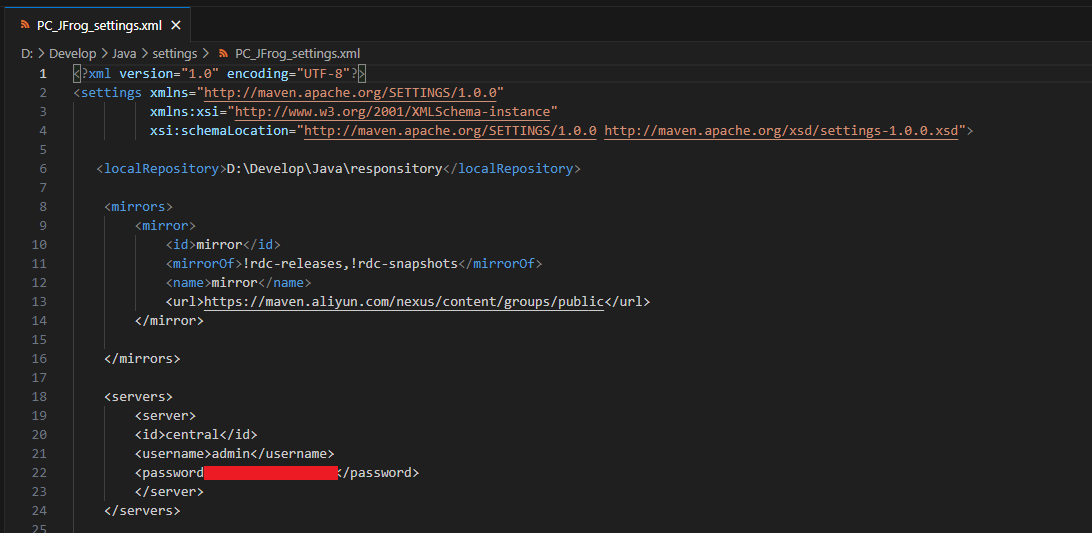 PC_JFrog_settings.xml ×
D: > Develop > Java > settings > PC_JFrog_settings.xml
1 <?xml version="1.0" encoding="UTF-8"?>
2 <settings xmlns="http://maven.apache.org/SETTINGS/1.0.0"
3 xmlns:xsi="http://www.w3.org/2001/XMLSchema-instance"
4 xsi:schemaLocation="http://maven.apache.org/SETTINGS/1.0.0 http://maven.apache.org/xsd/settings-1.0.0.xsd">
5
6 <localRepository>D:\Develop\Java\responsitory</localRepository>
7
8 <mirrors>
9 <mirror>
10 <id>mirror</id>
11 <mirrorOf>!rdc-releases,!rdc-snapshots</mirrorOf>
12 <name>mirror</name>
13 <url>https://maven.aliyun.com/nexus/content/groups/public</url>
14 </mirror>
15
16 </mirrors>
17
18 <servers>
19 <server>
20 <id>central</id>
21 <username>admin</username>
22 <password</password>
23 </server>
24 </servers>
25